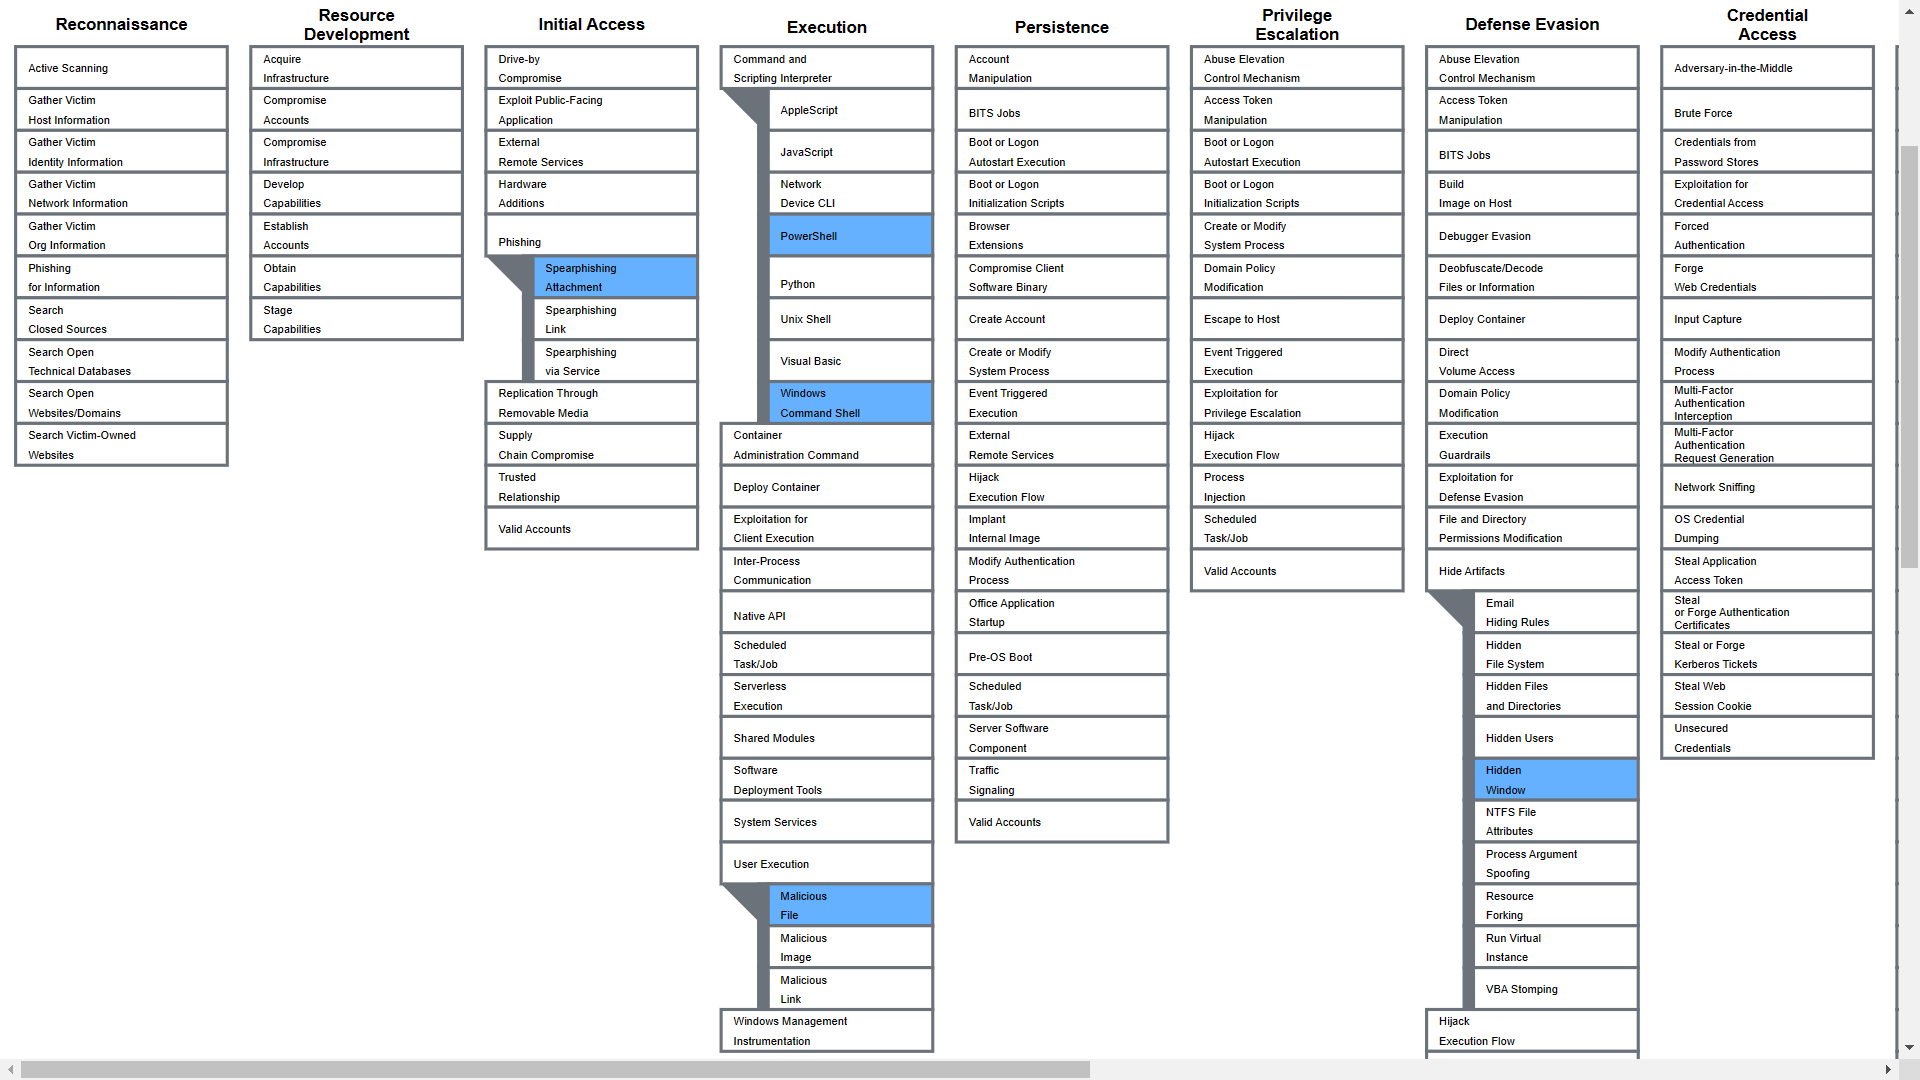 Reconnaissance
Active Scanning
Gather Victim
Host Information
Gather Victim
Identity Information
Gather Victim
Network Information
Gather Victim
Org Information
Phishing
for Information
Search
Closed Sources
Search Open
Technical Databases
Search Open
Websites/Domains
Search Victim-Owned
Websites
Resource
Development
Acquire
Infrastructure
Compromise
Accounts
Compromise
Infrastructure
Develop
Capabilities
Establish
Accounts
Obtain
Capabilities
Stage
Capabilities
Initial Access
Drive-by
Compromise
Exploit Public-Facing
Application
External
Remote Services
Hardware
Additions
Phishing
Spearphishing
Attachment
Spearphishing
Link
Spearphishing
via Service
Replication Through
Removable Media
Supply
Chain Compromise
Trusted
Relationship
Valid Accounts
Execution
Command and
Scripting Interpreter
AppleScript
JavaScript
Network
Device CLI
PowerShell
Python
Unix Shell
Visual Basic
Windows
Command Shell
Container
Administration Command
Deploy Container
Exploitation for
Client Execution
Inter-Process
Communication
Native API
Scheduled
Task/Job
Serverless
Execution
Shared Modules
Software
Deployment Tools
System Services
User Execution
Malicious
File
Malicious
Image
Malicious
Link
Windows Management
Instrumentation
Persistence
Account
Manipulation
BITS Jobs
Boot or Logon
Autostart Execution
Boot or Logon
Initialization Scripts
Browser
Extensions
Compromise Client
Software Binary
Create Account
Create or Modify
System Process
Event Triggered
Execution
External
Remote Services
Hijack
Execution Flow
Implant
Internal Image
Modify Authentication
Process
Office Application
Startup
Pre-OS Boot
Scheduled
Task/Job
Server Software
Component
Traffic
Signaling
Valid Accounts
Privilege
Escalation
Abuse Elevation
Control Mechanism
Access Token
Manipulation
Boot or Logon
Autostart Execution
Boot or Logon
Initialization Scripts
Create or Modify
System Process
Domain Policy
Modification
Escape to Host
Event Triggered
Execution
Exploitation for
Privilege Escalation
Hijack
Execution Flow
Process
Injection
Scheduled
Task/Job
Valid Accounts
Defense Evasion
Abuse Elevation
Control Mechanism
Access Token
Manipulation
BITS Jobs
Build
Image on Host
Debugger Evasion
Deobfuscate/Decode
Files or Information
Deploy Container
Direct
Volume Access
Domain Policy
Modification
Execution
Guardrails
Exploitation for
Defense Evasion
File and Directory
Permissions Modification
Hide Artifacts
Email
Hiding Rules
Hidden
File System
Hidden Files
and Directories
Hidden Users
Hidden
Window
NTFS File
Attributes
Process Argument
Spoofing
Resource
Forking
Run Virtual
Instance
VBA Stomping
Hijack
Execution Flow
Credential
Access
Adversary-in-the-Middle
Brute Force
Credentials from
Password Stores
Exploitation for
Credential Access
Forced
Authentication
Forge
Web Credentials
Input Capture
Modify Authentication
Process
Multi-Factor
Authentication
Interception
Multi-Factor
Authentication
Request Generation
Network Sniffing
OS Credential
Dumping
Steal Application
Access Token
Steal
or Forge Authentication
Certificates
Steal or Forge
Kerberos Tickets
Steal Web
Session Cookie
Unsecured
Credentials